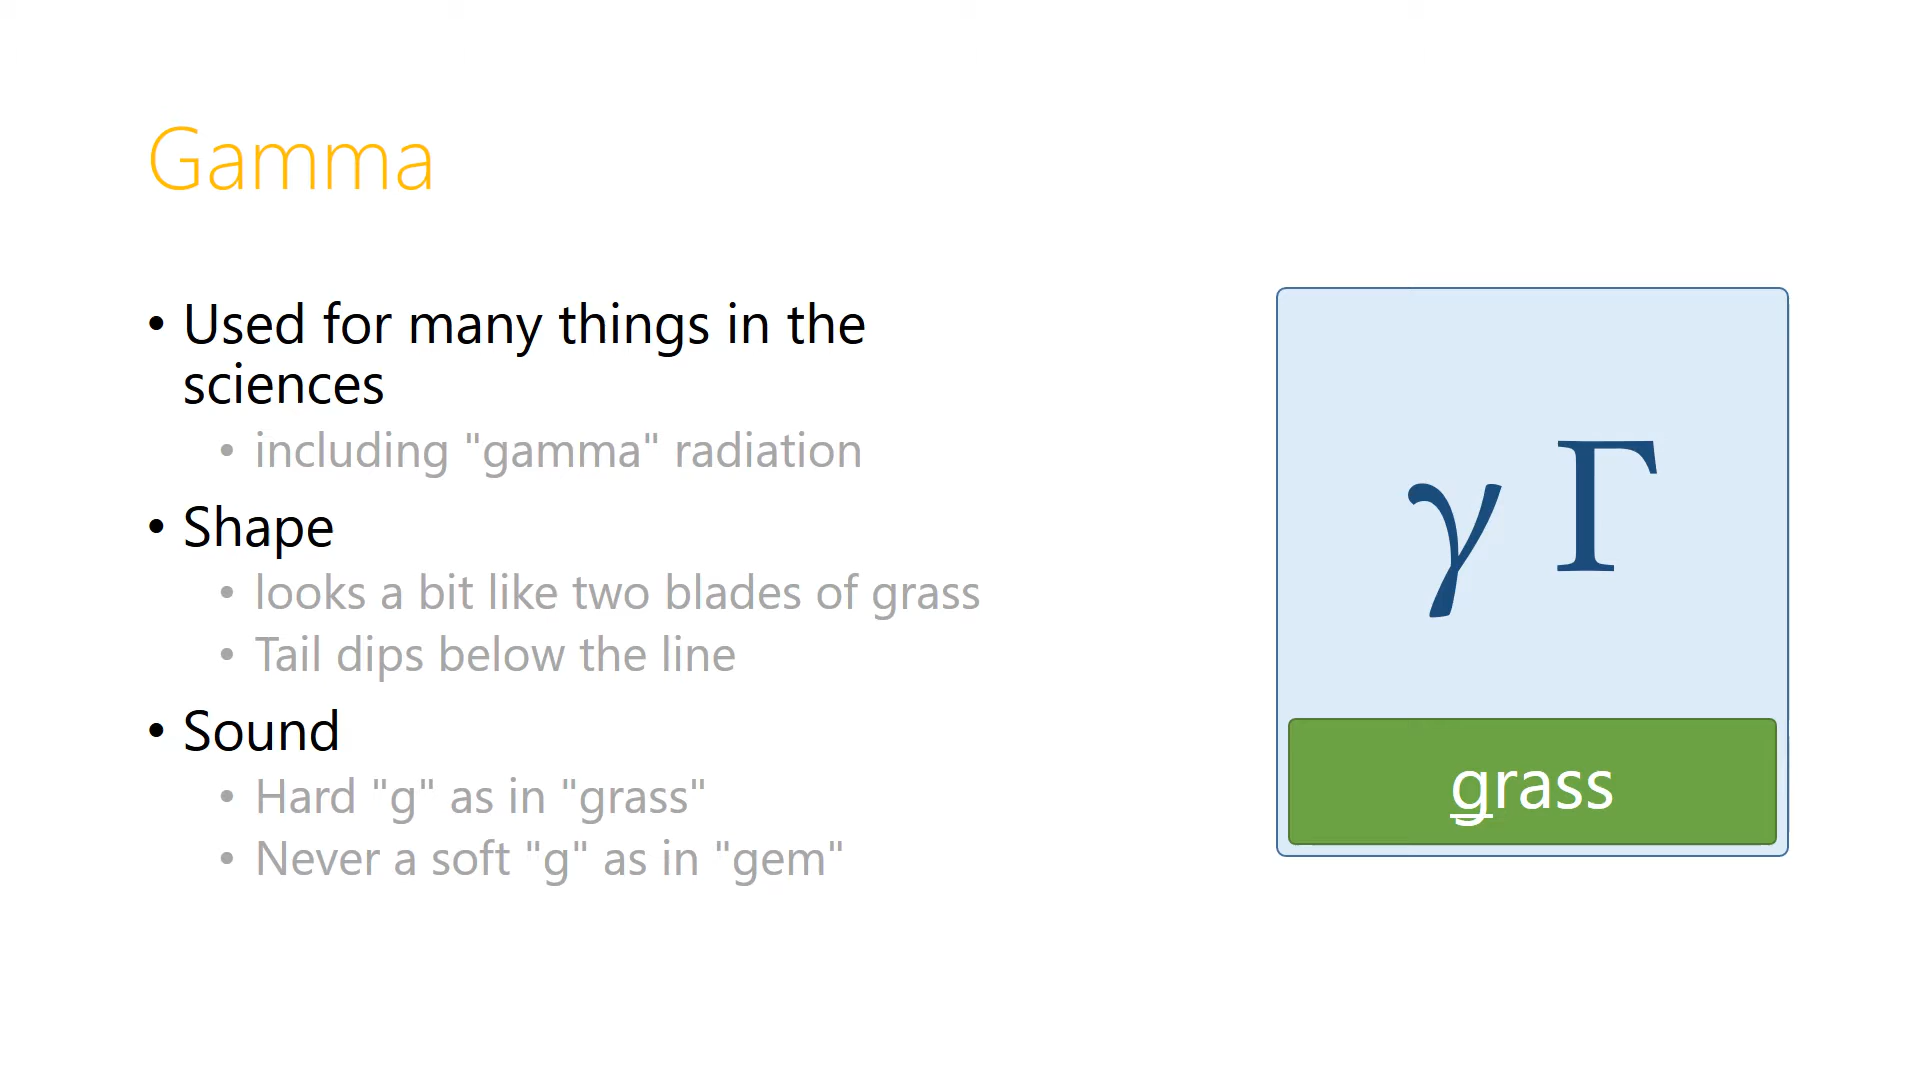 Gamma
• Used for many things in the
sciences
• including "gamma" radiation
• Shape
• looks a bit like two blades of grass
• Tail dips below the line
• Sound
• Hard "g" as in "grass"
• Never a soft "g" as in "gem"
γ Γ
grass